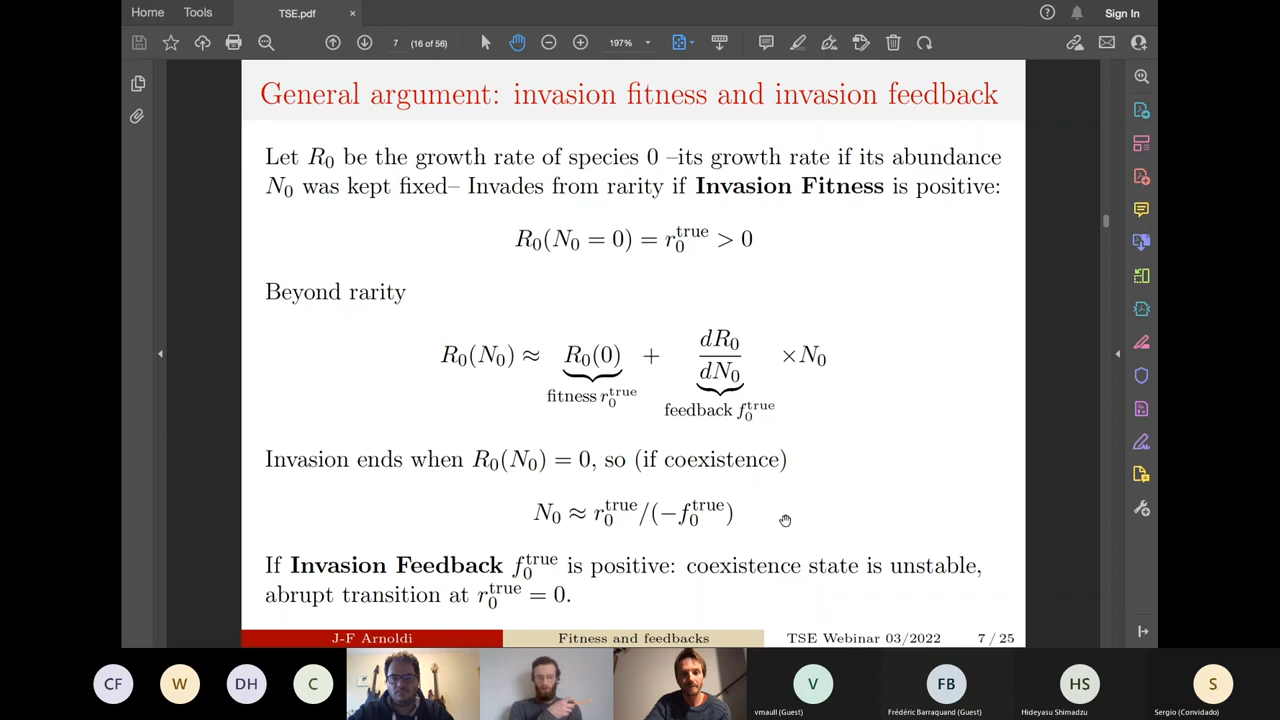 Home Tools TSE.pdf × Sign In
7 (16 of 56) 197%
General argument: invasion fitness and invasion feedback
Let R₀ be the growth rate of species 0 –its growth rate if its abundance
N₀ was kept fixed– Invades from rarity if Invasion Fitness is positive:
R₀(N₀ = 0) = r₀^true > 0
Beyond rarity
R₀(N₀) ≈ R₀(0) + dR₀/dN₀ ×N₀
fitness r₀^true
feedback f₀^true
Invasion ends when R₀(N₀) = 0, so (if coexistence)
N₀ ≈ r₀^true/(−f₀^true)
If Invasion Feedback f₀^true is positive: coexistence state is unstable,
abrupt transition at r₀^true = 0.
J-F Arnoldi Fitness and feedbacks TSE Webinar 03/2022 7 / 25
CF W DH C V FB HS S
vmaull (Guest) Frédéric Barraquand (Guest) Hideyasu Shimadzu Sergio (Convidado)